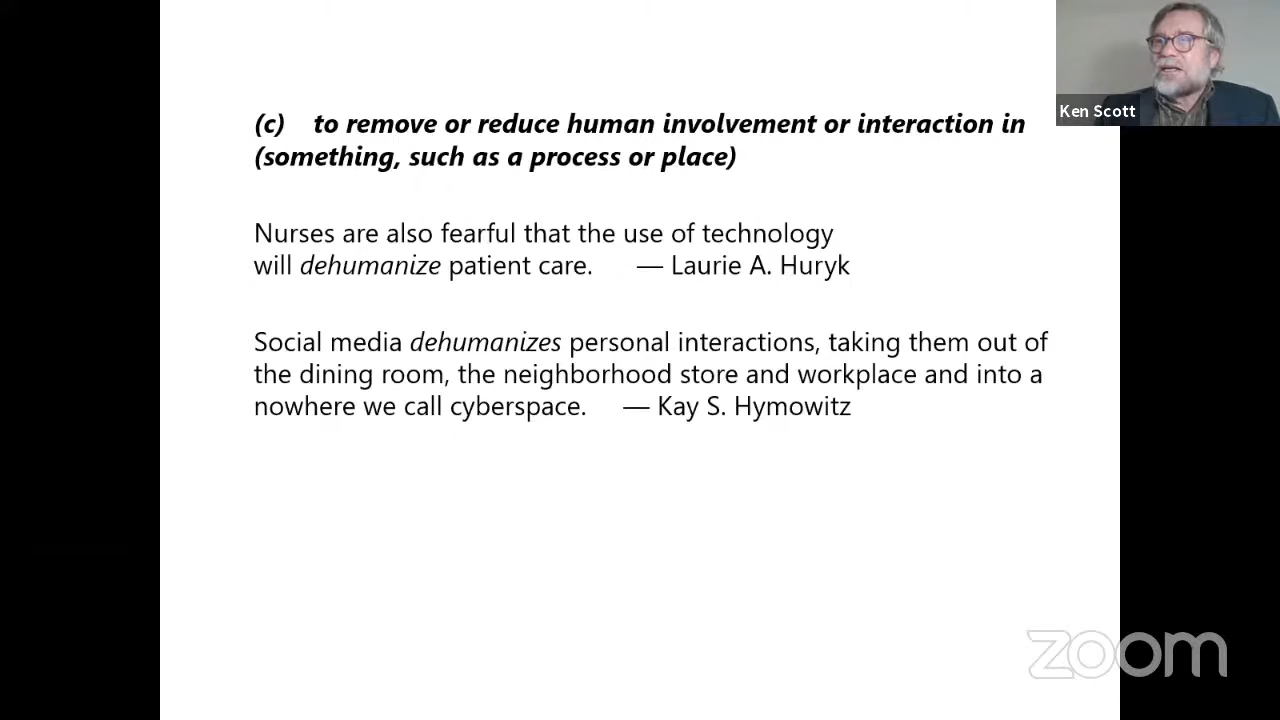 (c) to remove or reduce human involvement or interaction in
(something, such as a process or place)
Nurses are also fearful that the use of technology
will dehumanize patient care. — Laurie A. Huryk
Social media dehumanizes personal interactions, taking them out of
the dining room, the neighborhood store and workplace and into a
nowhere we call cyberspace. — Kay S. Hymowitz
Ken Scott
zoom